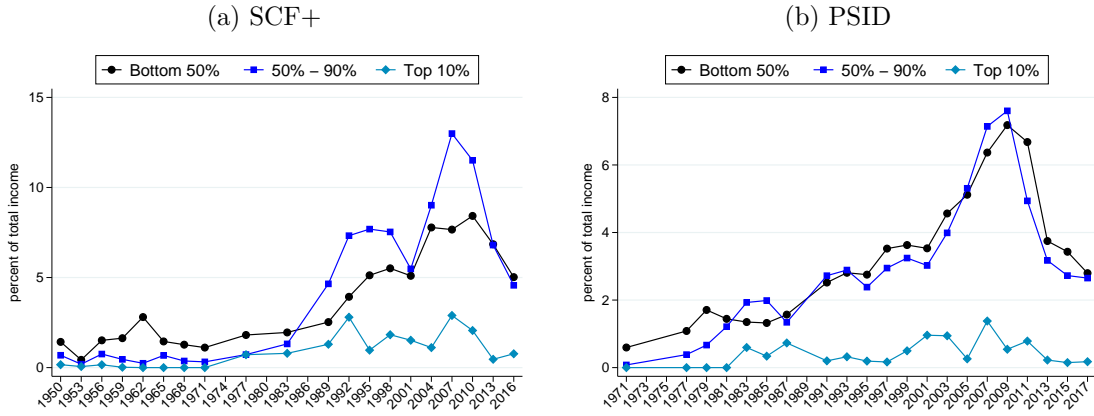 (a) SCF+
Bottom 50% 50% − 90% Top 10%
percent of total income
15
10
5
0
1950 1953 1956 1959 1962 1965 1968 1971 1974 1977 1980 1983 1986 1989 1992 1995 1998 2001 2004 2007 2010 2013 2016
(b) PSID
Bottom 50% 50% − 90% Top 10%
percent of total income
8
6
4
2
0
1971 1973 1975 1977 1979 1981 1983 1985 1987 1989 1991 1993 1995 1997 1999 2001 2003 2005 2007 2009 2011 2013 2015 2017